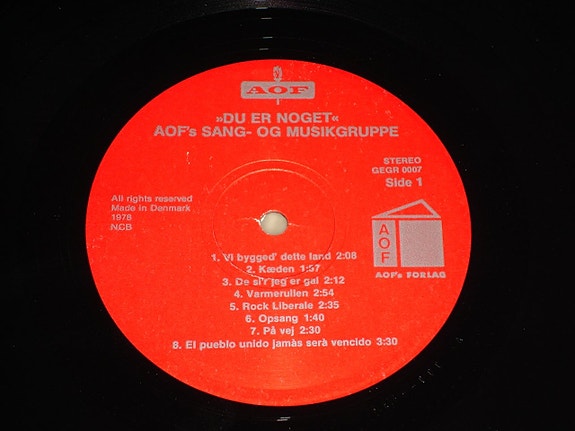 AOF
»DU ER NOGET«
AOF's SANG- OG MUSIKGRUPPE
STEREO
GEGR 0007
Side 1
All rights reserved
Made in Denmark
1978
NCB
AOF
AOF's FORLAG
1. Vi bygged' dette land 2:08
2. Kæden 1:57
3. De si'r jeg er gal 2:12
4. Varmerullen 2:54
5. Rock Liberale 2:35
6. Opsang 1:40
7. På vej 2:30
8. El pueblo unido jamàs serà vencido 3:30